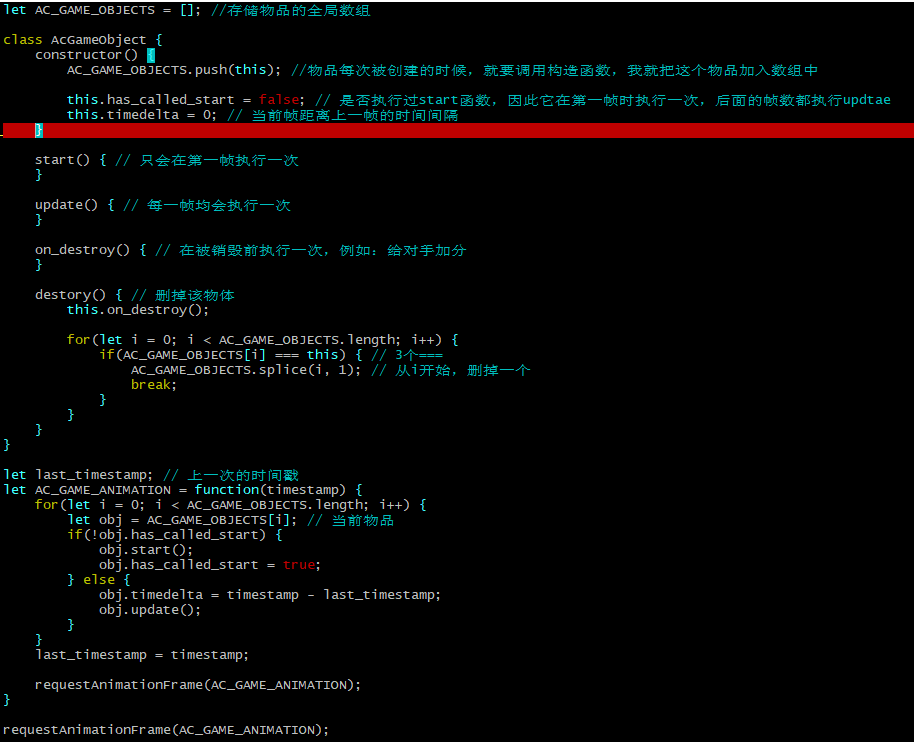 let AC_GAME_OBJECTS = []; //存储物品的全局数组
class AcGameObject {
constructor() {
AC_GAME_OBJECTS.push(this); //物品每次被创建的时候，就要调用构造函数，我就把这个物品加入数组中
this.has_called_start = false; // 是否执行过start函数，因此它在第一帧时执行一次，后面的帧数都执行updtae
this.timedelta = 0; // 当前帧距离上一帧的时间间隔
}
start() { // 只会在第一帧执行一次
}
update() { // 每一帧均会执行一次
}
on_destroy() { // 在被销毁前执行一次，例如：给对手加分
}
destory() { // 删掉该物体
this.on_destroy();
for(let i = 0; i < AC_GAME_OBJECTS.length; i++) {
if(AC_GAME_OBJECTS[i] === this) { // 3个===
AC_GAME_OBJECTS.splice(i, 1); // 从i开始，删掉一个
break;
}
}
}
}
let last_timestamp; // 上一次的时间戳
let AC_GAME_ANIMATION = function(timestamp) {
for(let i = 0; i < AC_GAME_OBJECTS.length; i++) {
let obj = AC_GAME_OBJECTS[i]; // 当前物品
if(!obj.has_called_start) {
obj.start();
obj.has_called_start = true;
} else {
obj.timedelta = timestamp - last_timestamp;
obj.update();
}
}
last_timestamp = timestamp;
requestAnimationFrame(AC_GAME_ANIMATION);
}
requestAnimationFrame(AC_GAME_ANIMATION);